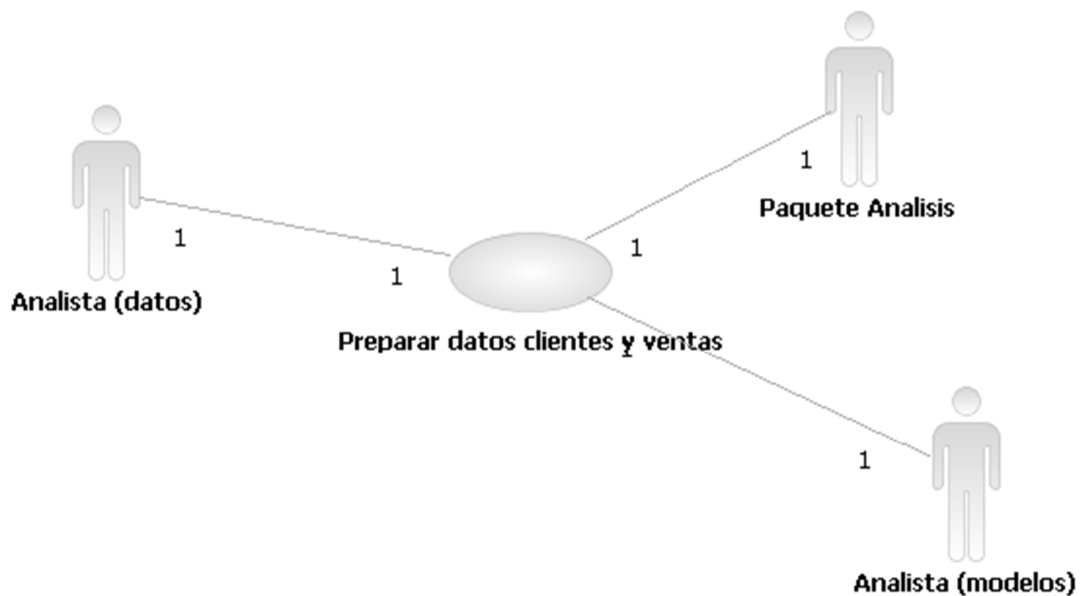 1
Paquete Analisis
1
1
1
Analista (datos)
Preparar datos clientes y ventas
1
Analista (modelos)